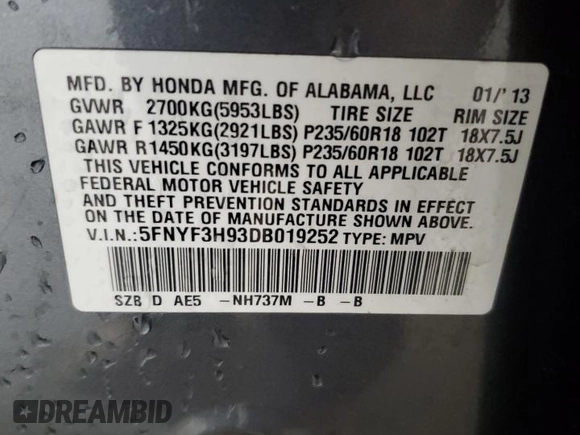 MFD. BY HONDA MFG. OF ALABAMA, LLC 01/'13
GVWR 2700KG(5953LBS) TIRE SIZE RIM SIZE
GAWR F 1325KG(2921LBS) P235/60R18 102T 18X7.5J
GAWR R1450KG(3197LBS) P235/60R18 102T 18X7.5J
THIS VEHICLE CONFORMS TO ALL APPLICABLE
FEDERAL MOTOR VEHICLE SAFETY
AND THEFT PREVENTION STANDARDS IN EFFECT
ON THE DATE OF MANUFACTURE SHOWN ABOVE.
V.I.N.:5FNYF3H93DB019252 TYPE: MPV
SZB D AE5 -NH737M -B -B
DREAMBID